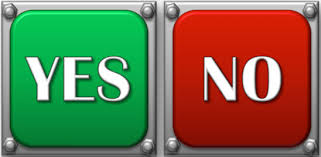 YES NO